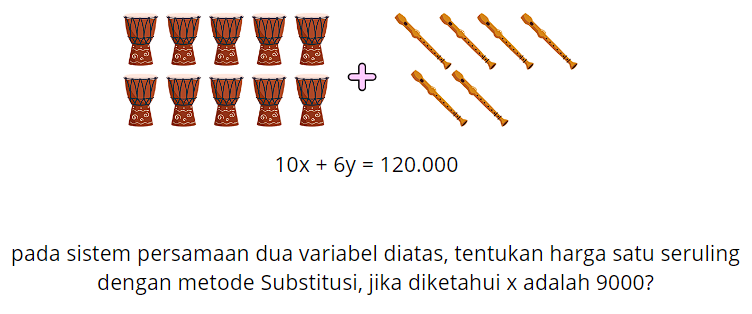 10x + 6y = 120.000
pada sistem persamaan dua variabel diatas, tentukan harga satu seruling
dengan metode Substitusi, jika diketahui x adalah 9000?